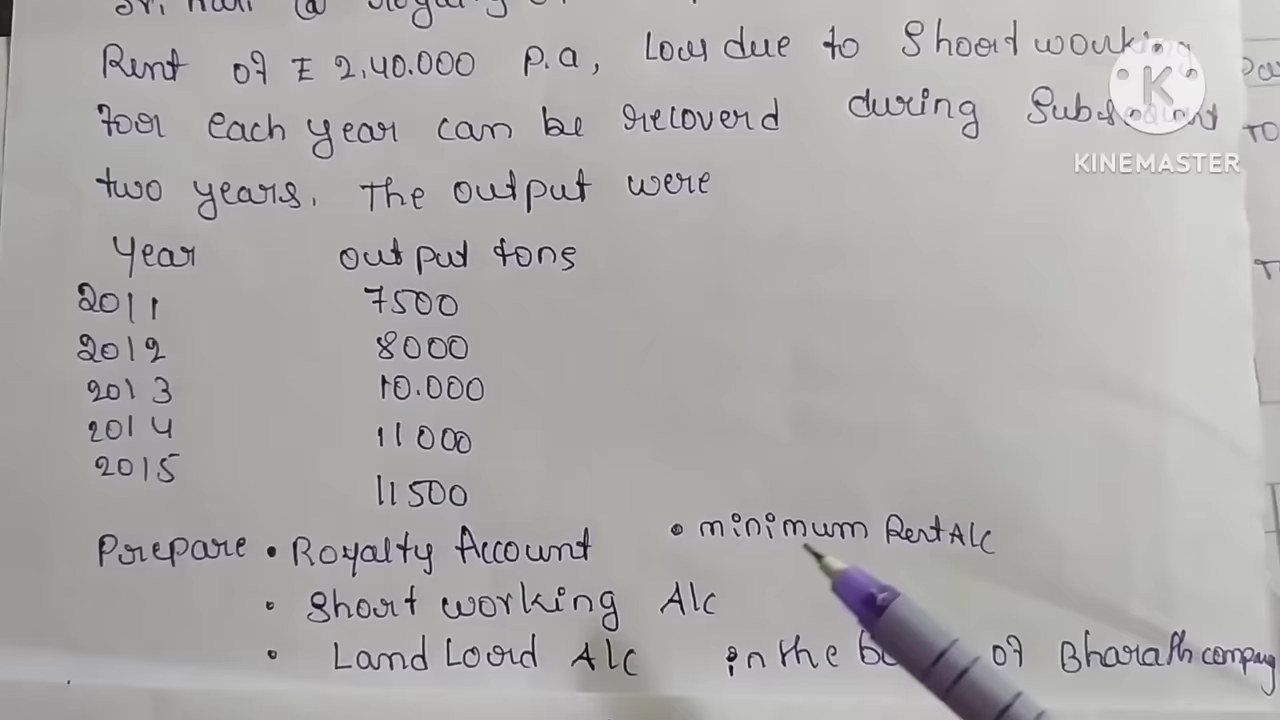 Rent of ₹ 2,40.000 p.a, Loss due to Short working
K
for each year can be recoverd during
KINEMASTER
two years. The output were
Year output tons
2011 7500
2012 8000
2013 10.000
2014 11000
2015 11500
Prepare • Royalty Account • minimum Rent A/c
• Short working A/c
• Land Loord A/c in the of Bharath company